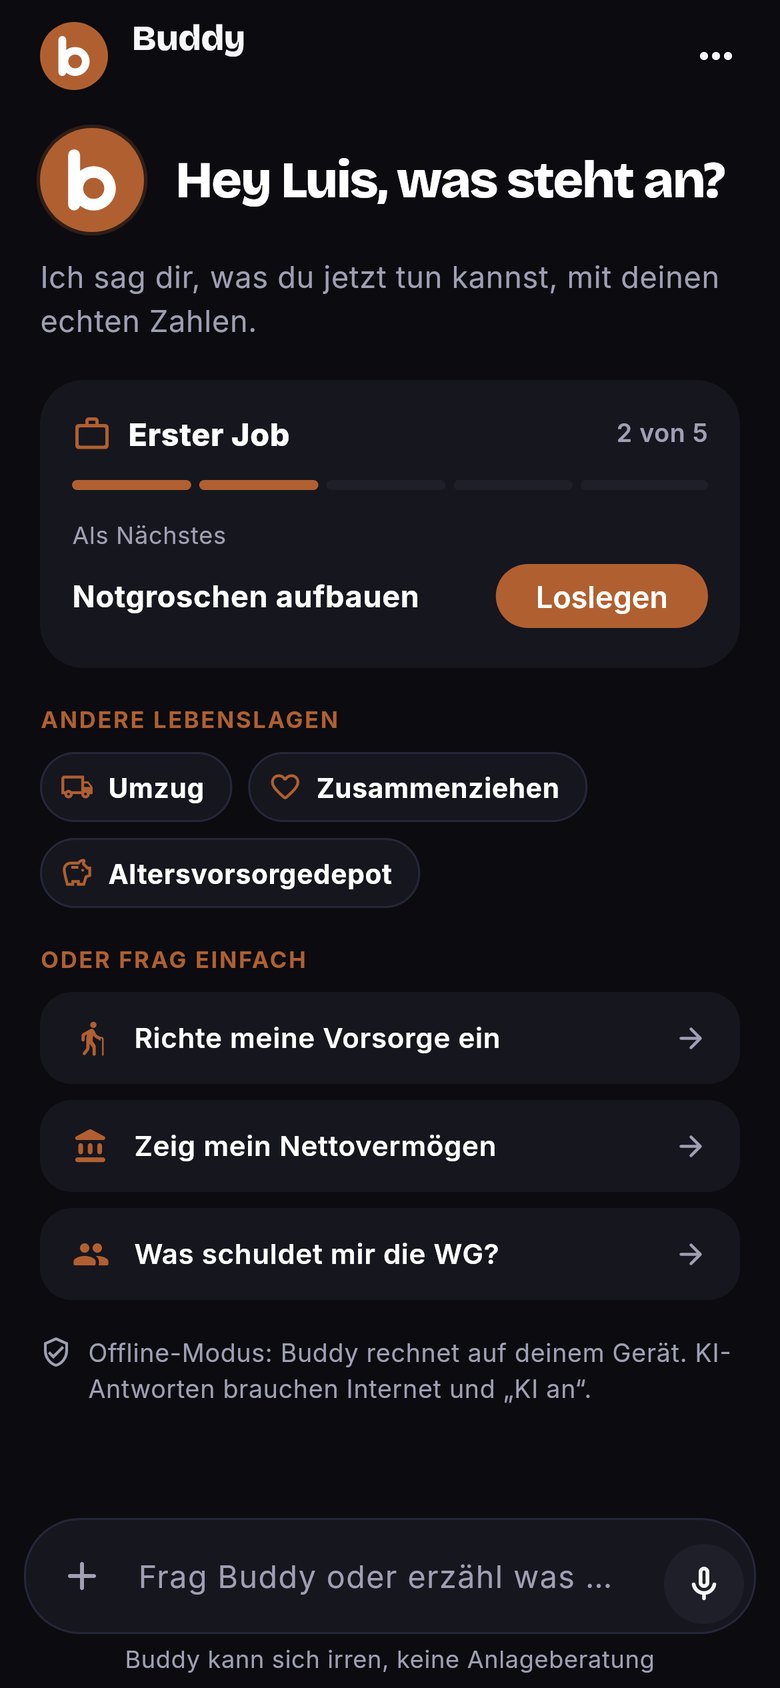 b
Buddy
b
Hey Luis, was steht an?
Ich sag dir, was du jetzt tun kannst, mit deinen
echten Zahlen.
Erster Job
2 von 5
Als Nächstes
Notgroschen aufbauen
Loslegen
ANDERE LEBENSLAGEN
Umzug
Zusammenziehen
Altersvorsorgedepot
ODER FRAG EINFACH
Richte meine Vorsorge ein
Zeig mein Nettovermögen
Was schuldet mir die WG?
Offline-Modus: Buddy rechnet auf deinem Gerät. KI-
Antworten brauchen Internet und „KI an“.
Frag Buddy oder erzähl was ...
Buddy kann sich irren, keine Anlageberatung